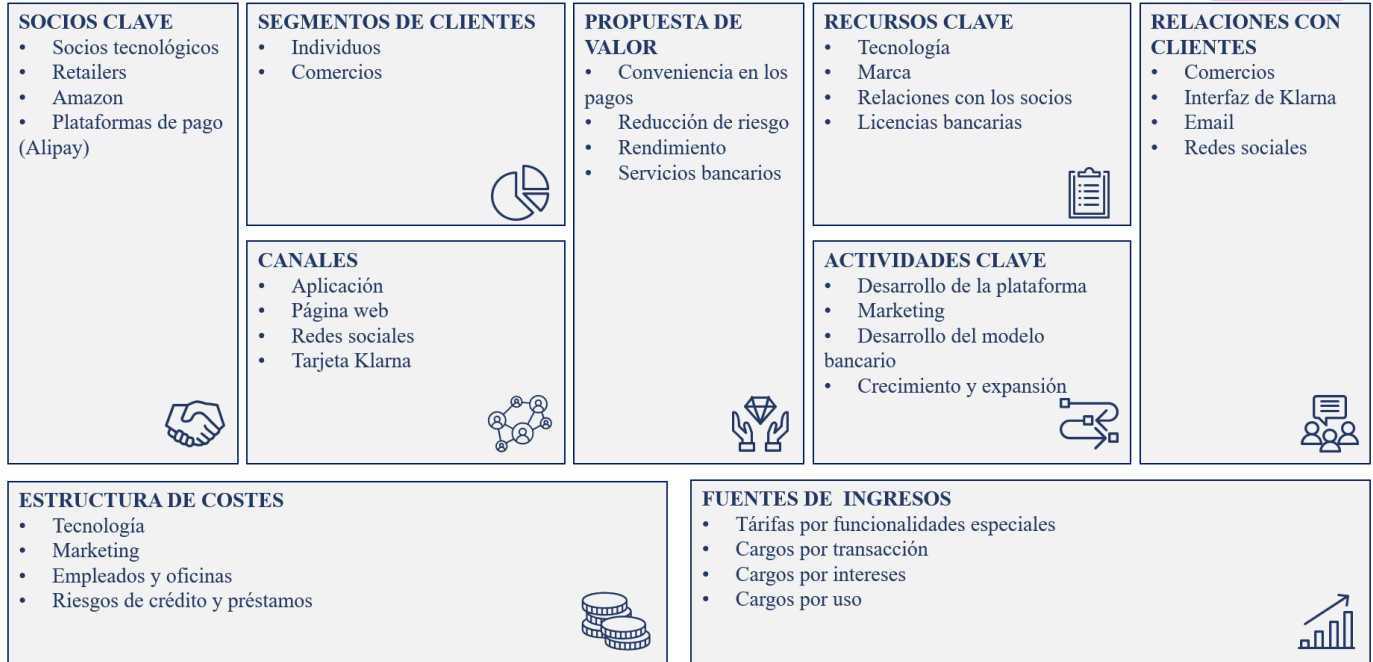 SOCIOS CLAVE
• Socios tecnológicos
• Retailers
• Amazon
• Plataformas de pago
(Alipay)
SEGMENTOS DE CLIENTES
• Individuos
• Comercios
CANALES
• Aplicación
• Página web
• Redes sociales
• Tarjeta Klarna
PROPUESTA DE
VALOR
• Conveniencia en los
pagos
• Reducción de riesgo
• Rendimiento
• Servicios bancarios
RECURSOS CLAVE
• Tecnología
• Marca
• Relaciones con los socios
• Licencias bancarias
ACTIVIDADES CLAVE
• Desarrollo de la plataforma
• Marketing
• Desarrollo del modelo
bancario
• Crecimiento y expansión
RELACIONES CON
CLIENTES
• Comercios
• Interfaz de Klarna
• Email
• Redes sociales
ESTRUCTURA DE COSTES
• Tecnología
• Marketing
• Empleados y oficinas
• Riesgos de crédito y préstamos
FUENTES DE INGRESOS
• Tárifas por funcionalidades especiales
• Cargos por transacción
• Cargos por intereses
• Cargos por uso